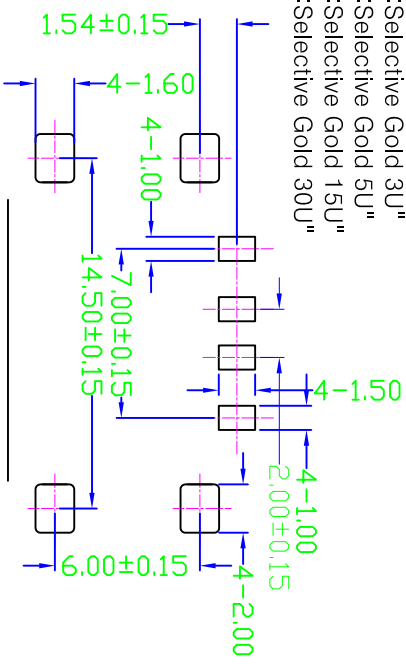 :Selective Gold 3U"
:Selective Gold 5U"
:Selective Gold 15U"
:Selective Gold 30U"
1.54±0.15
4-1.60
4-1.00
7.00±0.15
14.50±0.15
4-1.50
4-1.00
2.00±0.15
6.00±0.15
4-2.00